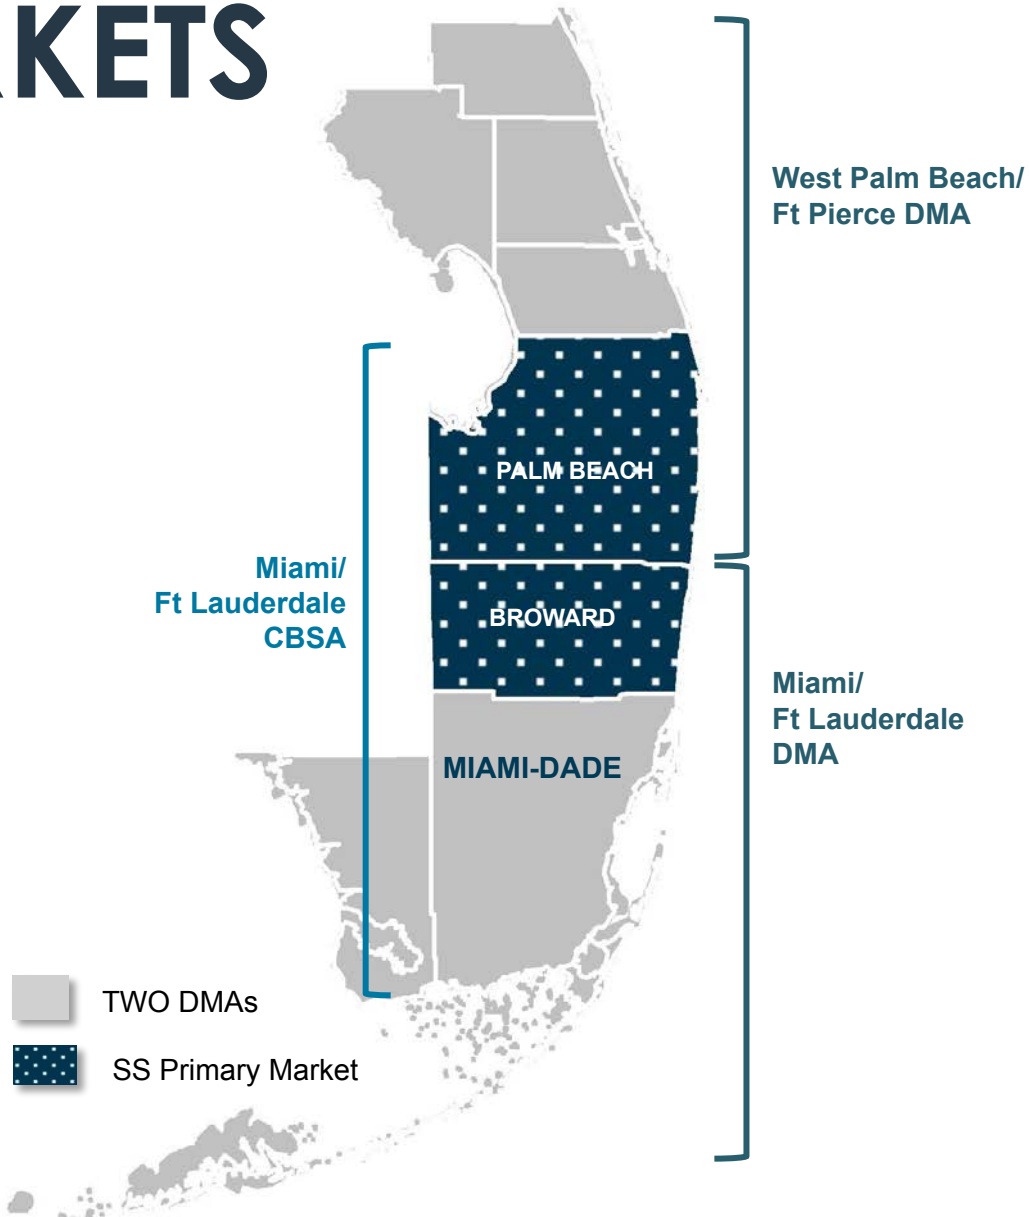 RKETS
West Palm Beach/
Ft Pierce DMA
PALM BEACH
Miami/
Ft Lauderdale
CBSA
BROWARD
Miami/
Ft Lauderdale
DMA
MIAMI-DADE
TWO DMAs
SS Primary Market